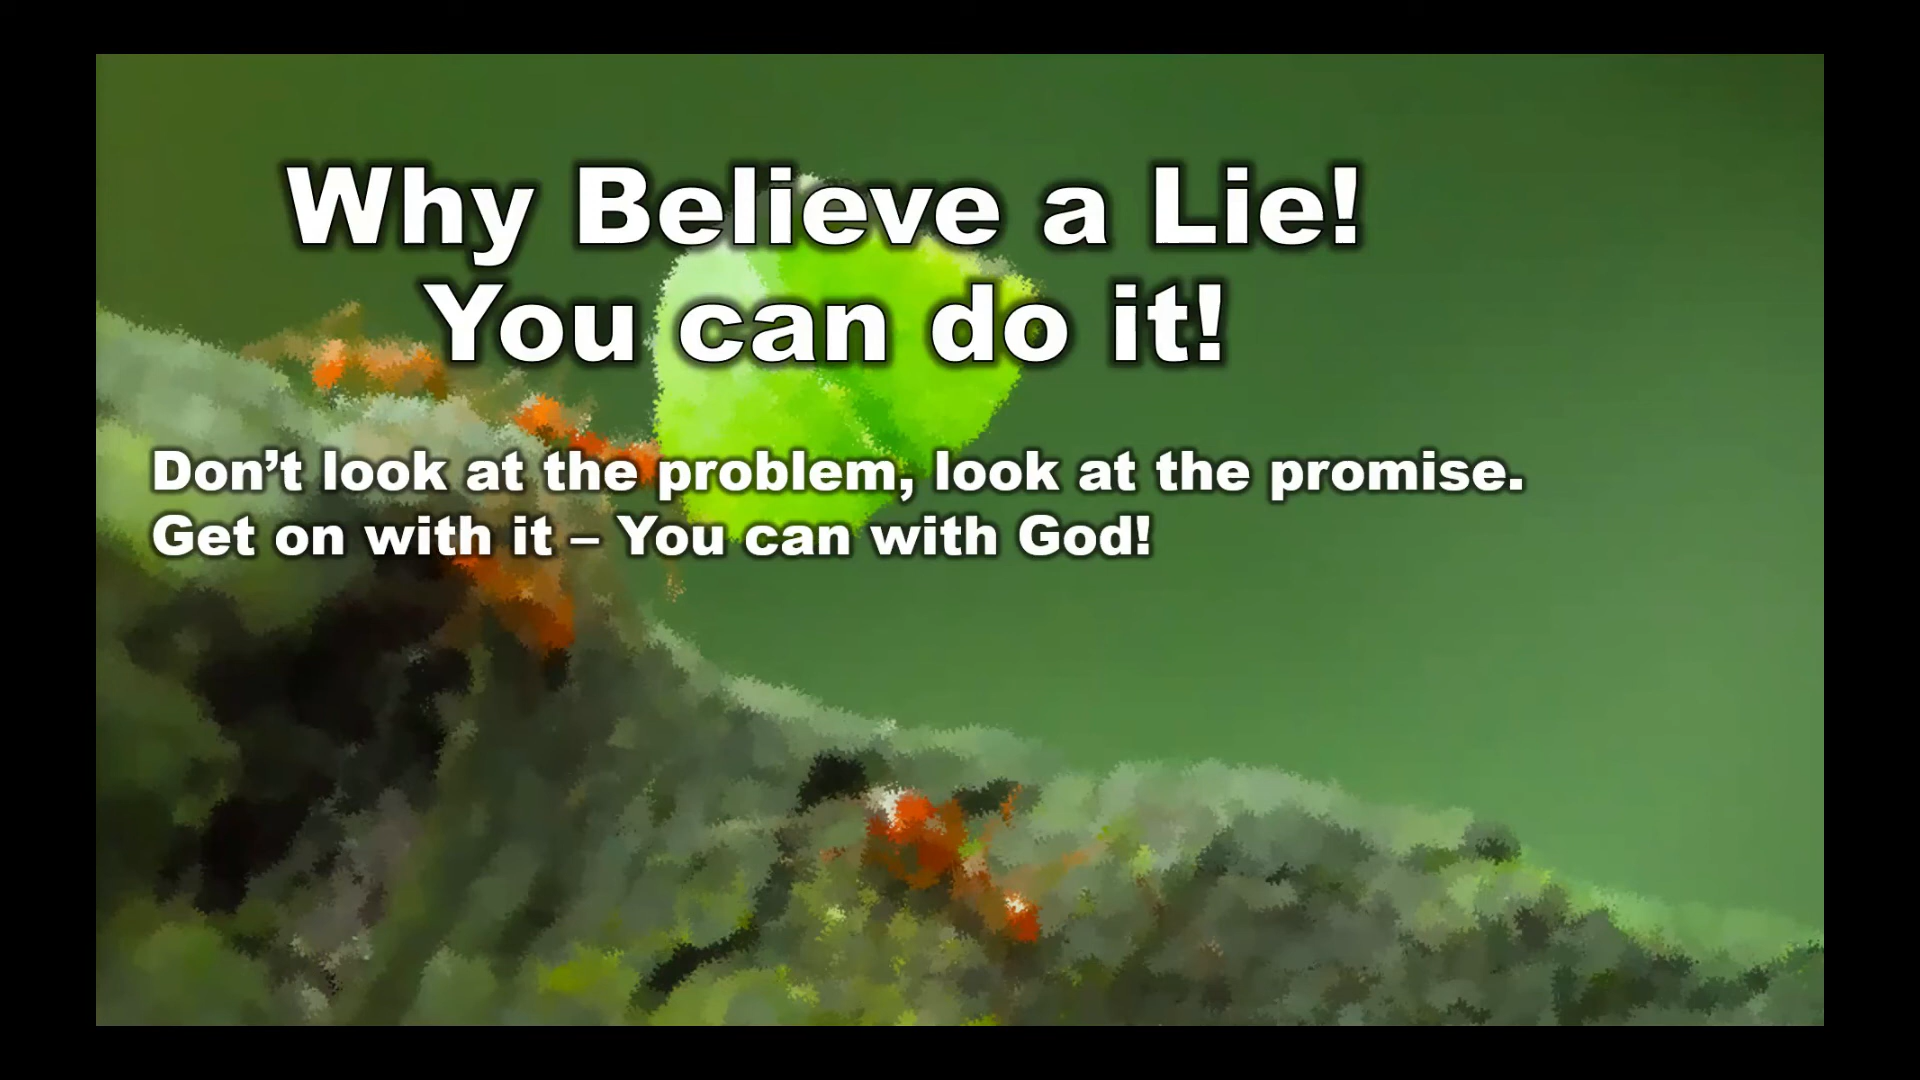 Why Believe a Lie!
You can do it!
Don’t look at the problem, look at the promise.
Get on with it – You can with God!